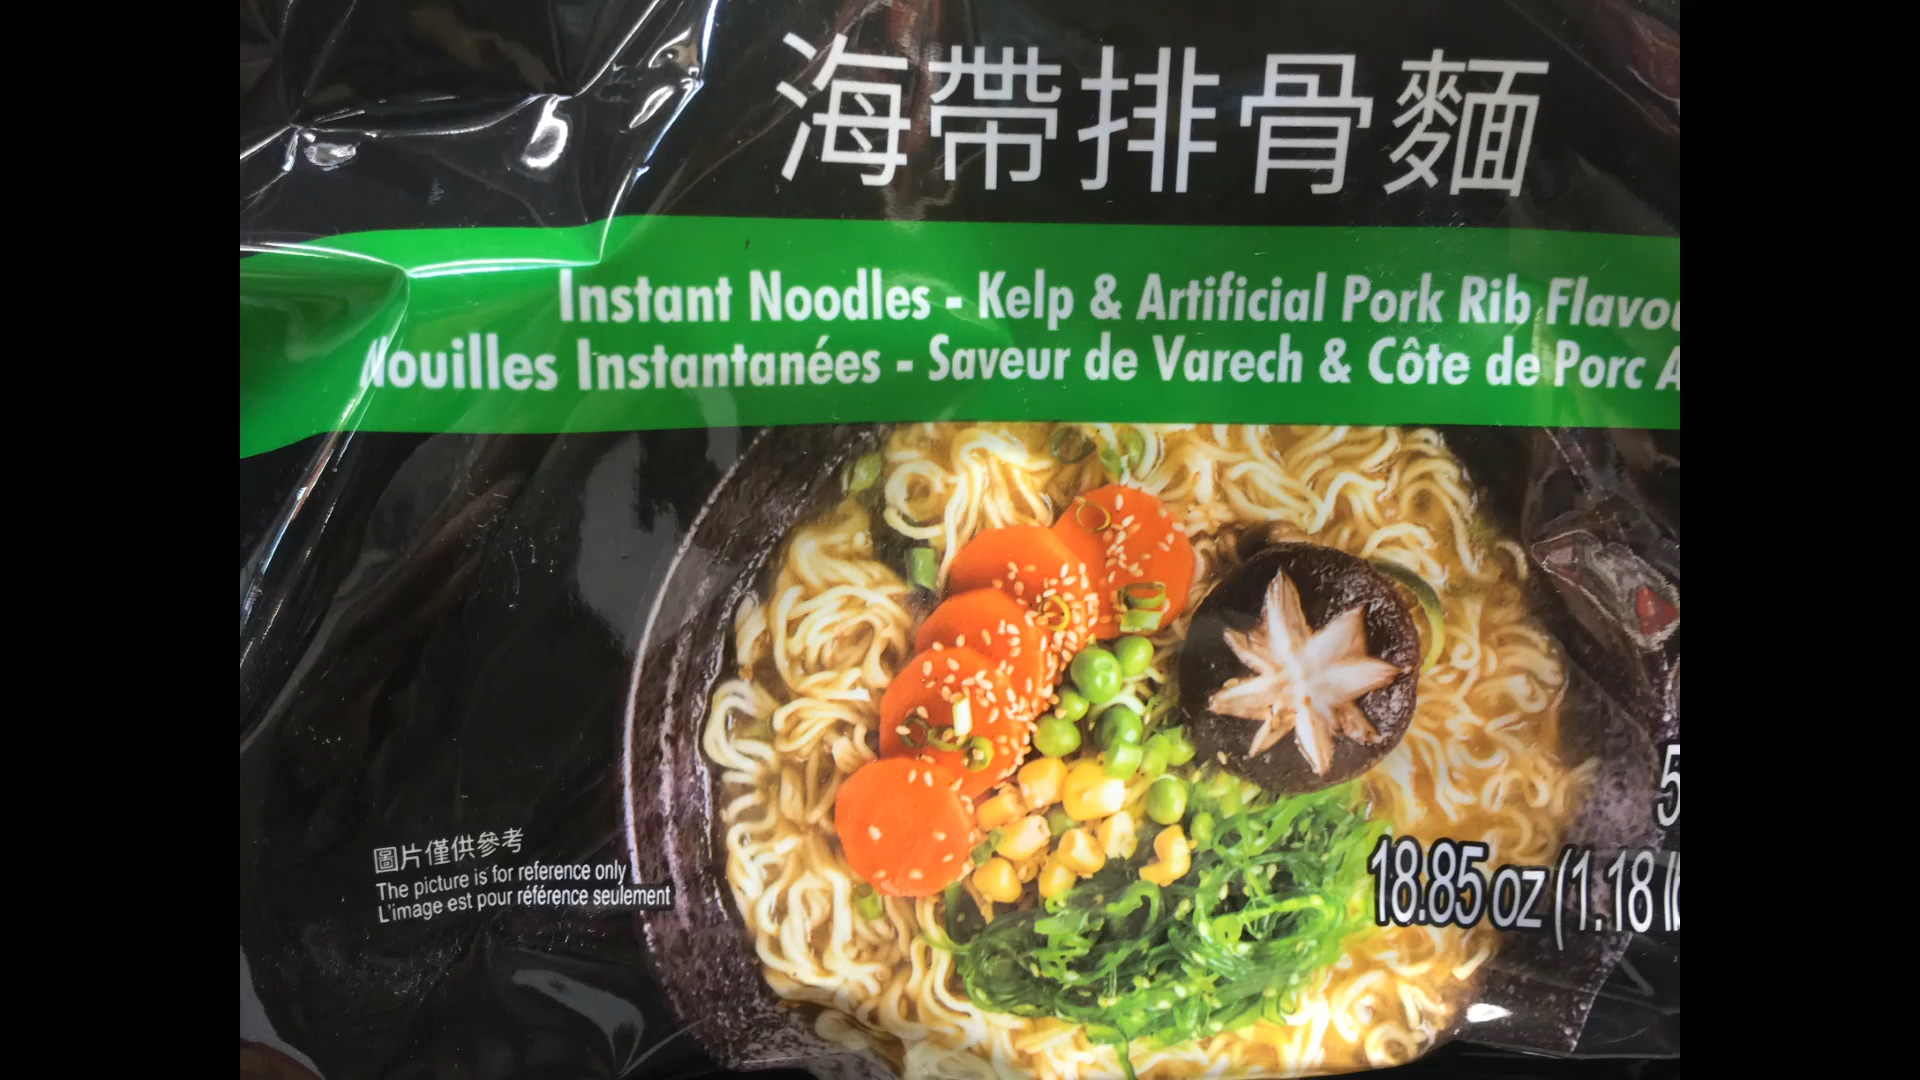 海帶排骨麵
Instant Noodles - Kelp & Artificial Pork Rib
Nouilles Instantanées - Saveur de Varech & Côte de Porc
圖片僅供參考
The picture is for reference only
L'image est pour référence seulement
18.85 oz (1.18